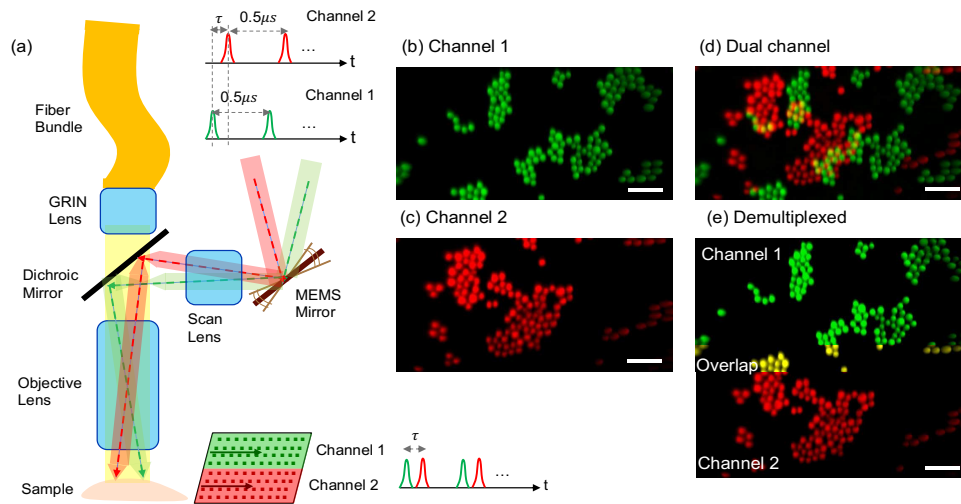 (a)
τ
0.5μs
Channel 2
...
t
0.5μs
Channel 1
...
t
Fiber
Bundle
GRIN
Lens
Dichroic
Mirror
Scan
Lens
MEMS
Mirror
Objective
Lens
Sample
Channel 1
Channel 2
τ
...
t
(b) Channel 1
(c) Channel 2
(d) Dual channel
(e) Demultiplexed
Channel 1
Overlap
Channel 2